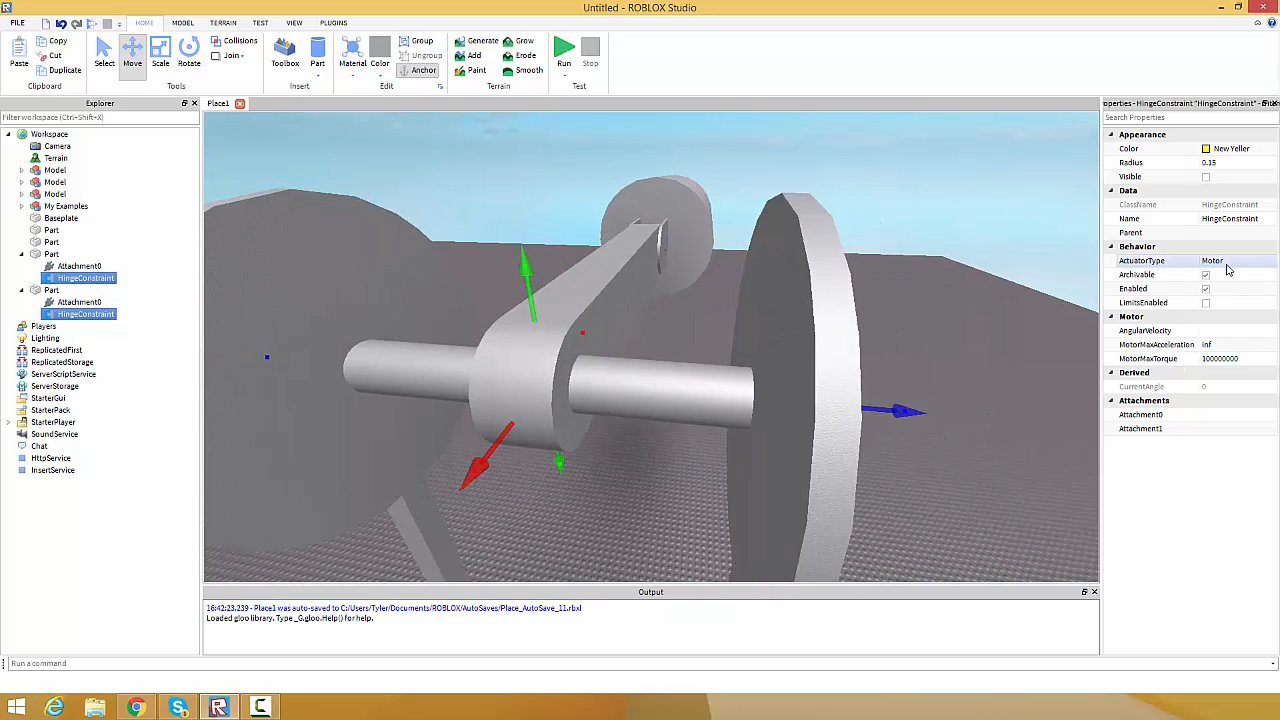 Untitled - ROBLOX Studio
FILE HOME MODEL TERRAIN TEST VIEW PLUGINS
Paste Copy Cut Duplicate Clipboard
Select Move Scale Rotate Collisions Join Tools
Toolbox Part Insert
Material Color Group Ungroup Anchor Edit
Generate Grow Add Erode Paint Smooth Terrain
Run Stop Test
Explorer
Filter workspace (Ctrl+Shift+X)
Workspace
Camera
Terrain
Model
Model
Model
My Examples
Baseplate
Part
Part
Part
Attachment0
HingeConstraint
Part
Attachment0
HingeConstraint
Players
Lighting
ReplicatedFirst
ReplicatedStorage
ServerScriptService
ServerStorage
StarterGui
StarterPack
StarterPlayer
SoundService
Chat
HttpService
InsertService
Place1
operties - HingeConstraint "HingeConstraint" -
Search Properties
Appearance
Color New Yeller
Radius 0.15
Visible
Data
ClassName HingeConstraint
Name HingeConstraint
Parent
Behavior
ActuatorType Motor
Archivable
Enabled
LimitsEnabled
Motor
AngularVelocity
MotorMaxAcceleration inf
MotorMaxTorque 100000000
Derived
CurrentAngle 0
Attachments
Attachment0
Attachment1
Output
16:42:23.239 - Place1 was auto-saved to C:/Users/Tyler/Documents/ROBLOX/AutoSaves/Place_AutoSave_11.rbxl
Loaded gloo library. Type _G.gloo.Help() for help.
Run a command